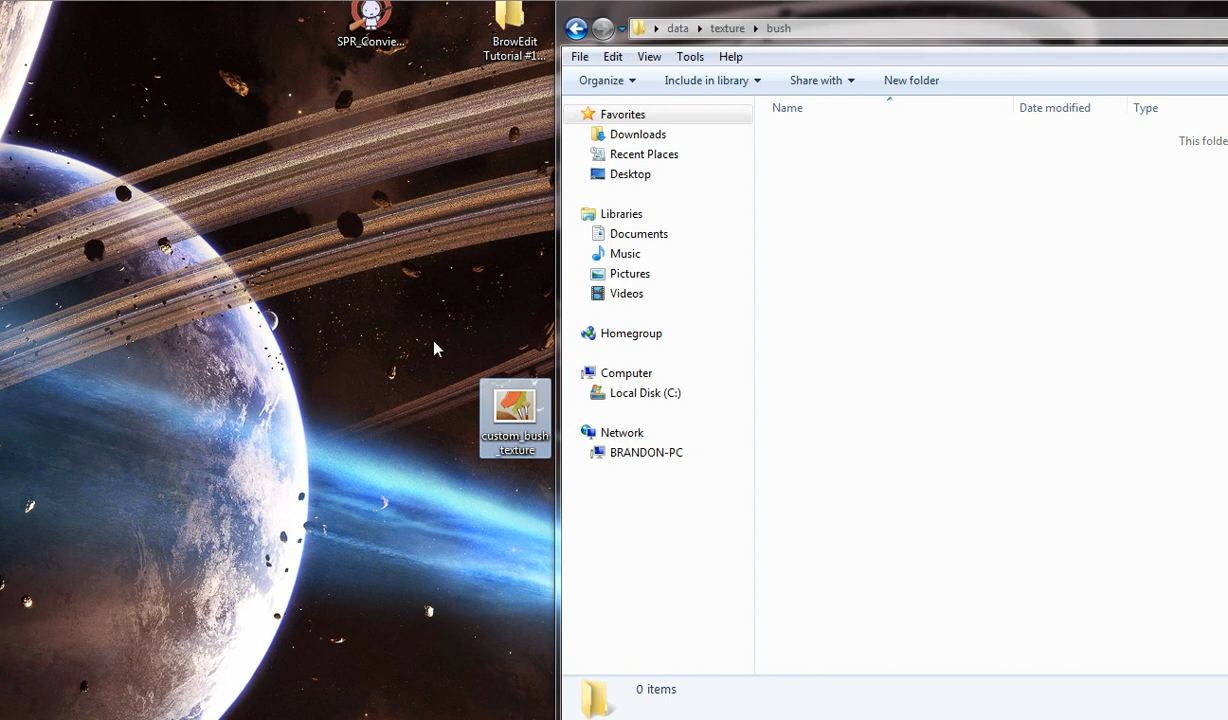 SPR_Convie...
BrowEdit
Tutorial #1...
custom_bush
_texture
data
texture
bush
File
Edit
View
Tools
Help
Organize
Include in library
Share with
New folder
Name
Date modified
Type
This folde
Favorites
Downloads
Recent Places
Desktop
Libraries
Documents
Music
Pictures
Videos
Homegroup
Computer
Local Disk (C:)
Network
BRANDON-PC
0 items